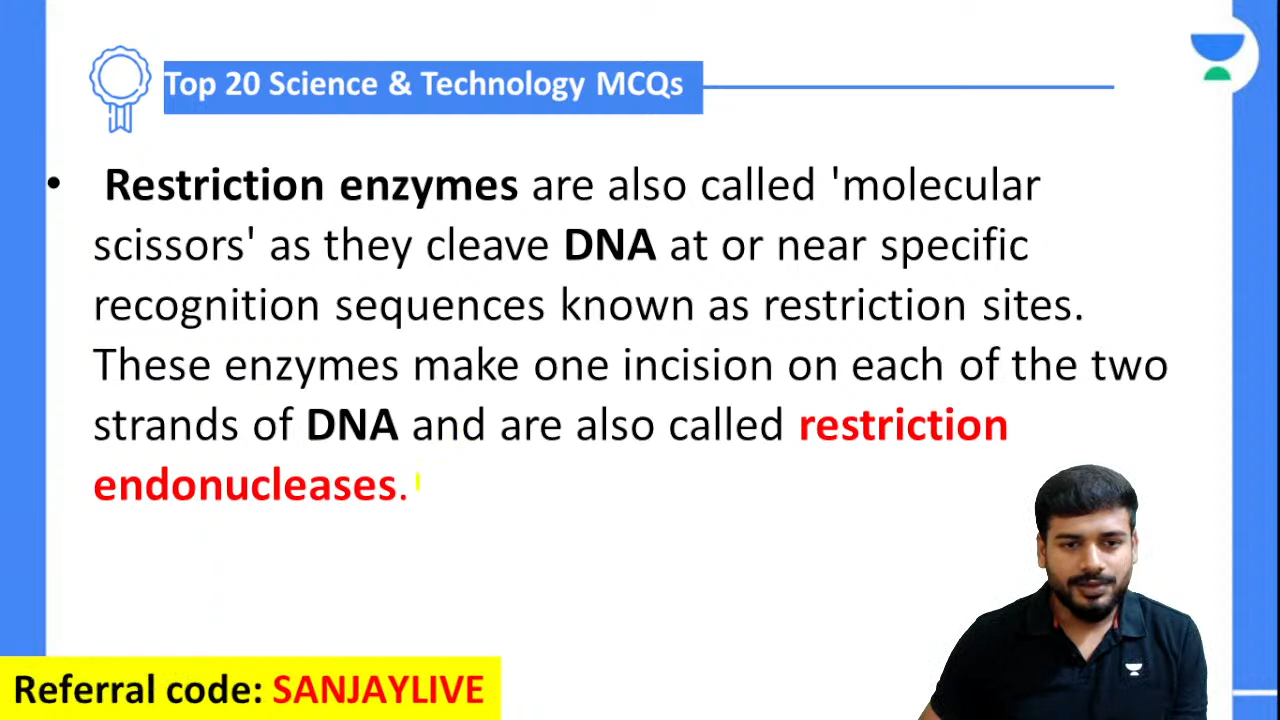 Top 20 Science & Technology MCQs
• Restriction enzymes are also called 'molecular
scissors' as they cleave DNA at or near specific
recognition sequences known as restriction sites.
These enzymes make one incision on each of the two
strands of DNA and are also called restriction
endonucleases.
Referral code: SANJAYLIVE